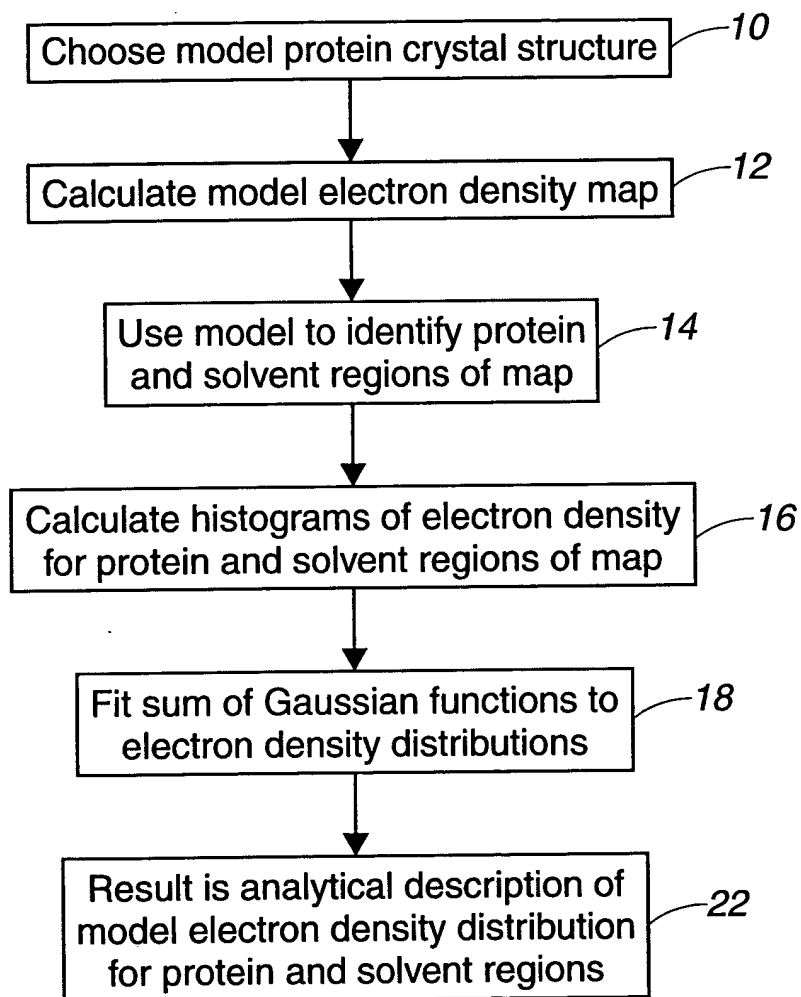 Choose model protein crystal structure
10
Calculate model electron density map
12
Use model to identify protein
and solvent regions of map
14
Calculate histograms of electron density
for protein and solvent regions of map
16
Fit sum of Gaussian functions to
electron density distributions
18
Result is analytical description of
model electron density distribution
for protein and solvent regions
22